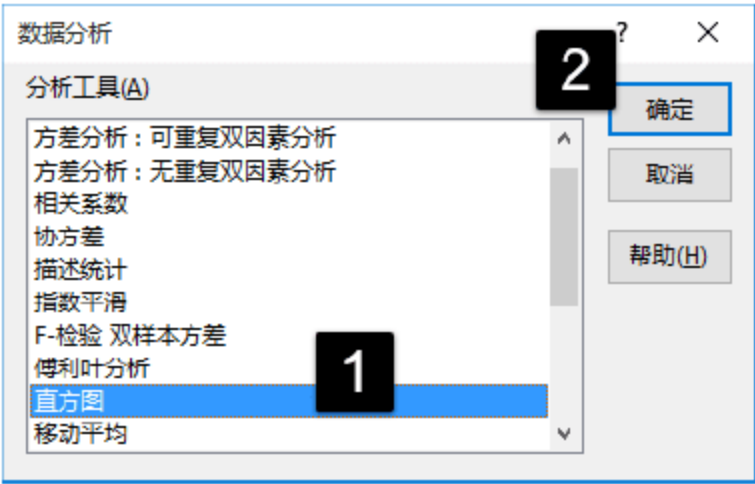 数据分析
?
2
分析工具(A)
确定
方差分析：可重复双因素分析
方差分析：无重复双因素分析
取消
相关系数
协方差
帮助(H)
描述统计
指数平滑
F-检验 双样本方差
傅利叶分析
1
直方图
移动平均